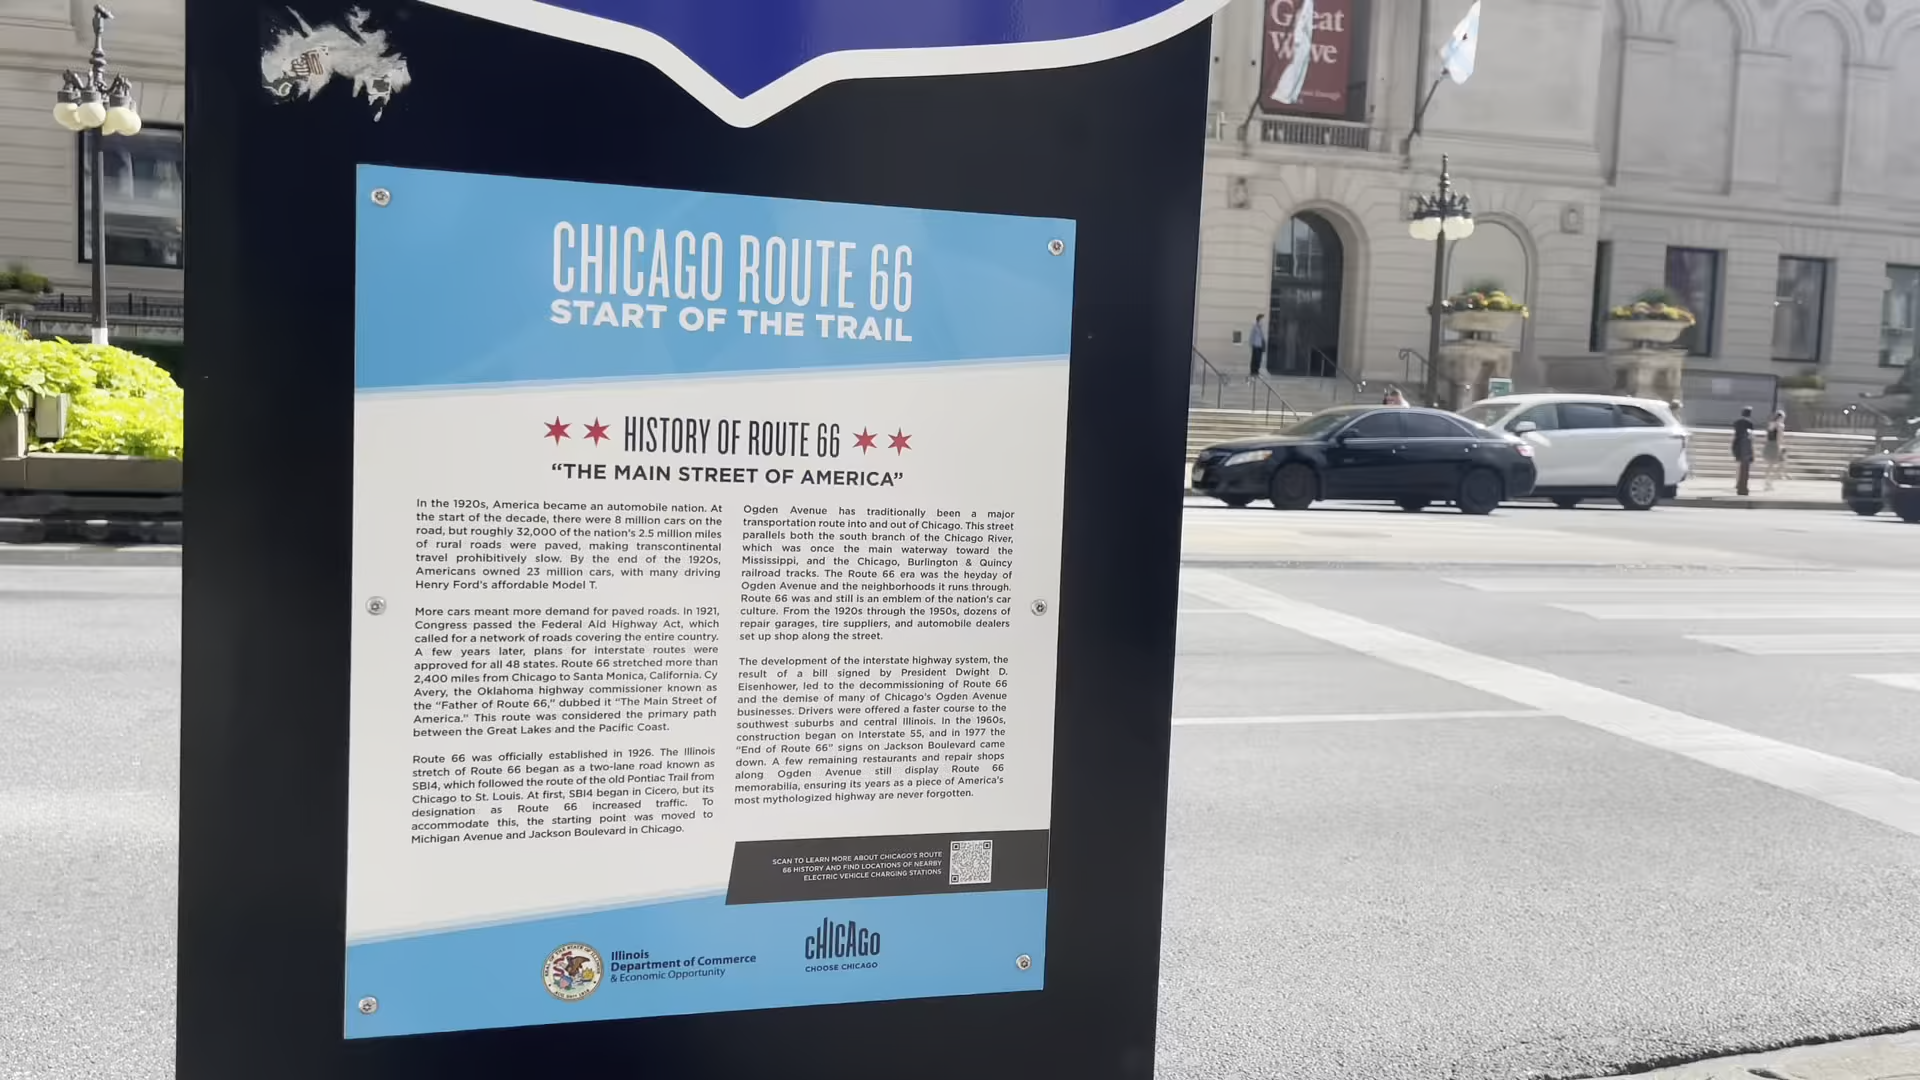 Great
Wave
CHICAGO ROUTE 66
START OF THE TRAIL
HISTORY OF ROUTE 66
“THE MAIN STREET OF AMERICA”
In the 1920s, America became an automobile nation. At
the start of the decade, there were 8 million cars on the
road, but roughly 32,000 of the nation's 2.5 million miles
of rural roads were paved, making transcontinental
travel prohibitively slow. By the end of the 1920s,
Americans owned 23 million cars, with many driving
Henry Ford's affordable Model T.
More cars meant more demand for paved roads. In 1921,
Congress passed the Federal Aid Highway Act, which
called for a network of roads covering the entire country.
A few years later, plans for interstate routes were
approved for all 48 states. Route 66 stretched more than
2,400 miles from Chicago to Santa Monica, California. Cy
Avery, the Oklahoma highway commissioner known as
the “Father of Route 66,” dubbed it “The Main Street of
America.” This route was considered the primary path
between the Great Lakes and the Pacific Coast.
Route 66 was officially established in 1926. The Illinois
stretch of Route 66 began as a two-lane road known as
SBI4, which followed the route of the old Pontiac Trail from
Chicago to St. Louis. At first, SBI4 began in Cicero, but its
designation as Route 66 increased traffic. To
accommodate this, the starting point was moved to
Michigan Avenue and Jackson Boulevard in Chicago.
Ogden Avenue has traditionally been a major
transportation route into and out of Chicago. This street
parallels both the south branch of the Chicago River,
which was once the main waterway toward the
Mississippi, and the Chicago, Burlington & Quincy
railroad tracks. The Route 66 era was the heyday of
Ogden Avenue and the neighborhoods it runs through.
Route 66 was and still is an emblem of the nation's car
culture. From the 1920s through the 1950s, dozens of
repair garages, tire suppliers, and automobile dealers
set up shop along the street.
The development of the interstate highway system, the
result of a bill signed by President Dwight D.
Eisenhower, led to the decommissioning of Route 66
and the demise of many of Chicago's Ogden Avenue
businesses. Drivers were offered a faster course to the
southwest suburbs and central Illinois. In the 1960s,
construction began on Interstate 55, and in 1977 the
“End of Route 66” signs on Jackson Boulevard came
down. A few remaining restaurants and repair shops
along Ogden Avenue still display Route 66
memorabilia, ensuring its years as a piece of America's
most mythologized highway are never forgotten.
SCAN TO LEARN MORE ABOUT CHICAGO'S ROUTE
66 HISTORY AND FIND LOCATIONS OF NEARBY
ELECTRIC VEHICLE CHARGING STATIONS
Illinois
Department of Commerce
& Economic Opportunity
CHICAGO
CHOOSE CHICAGO